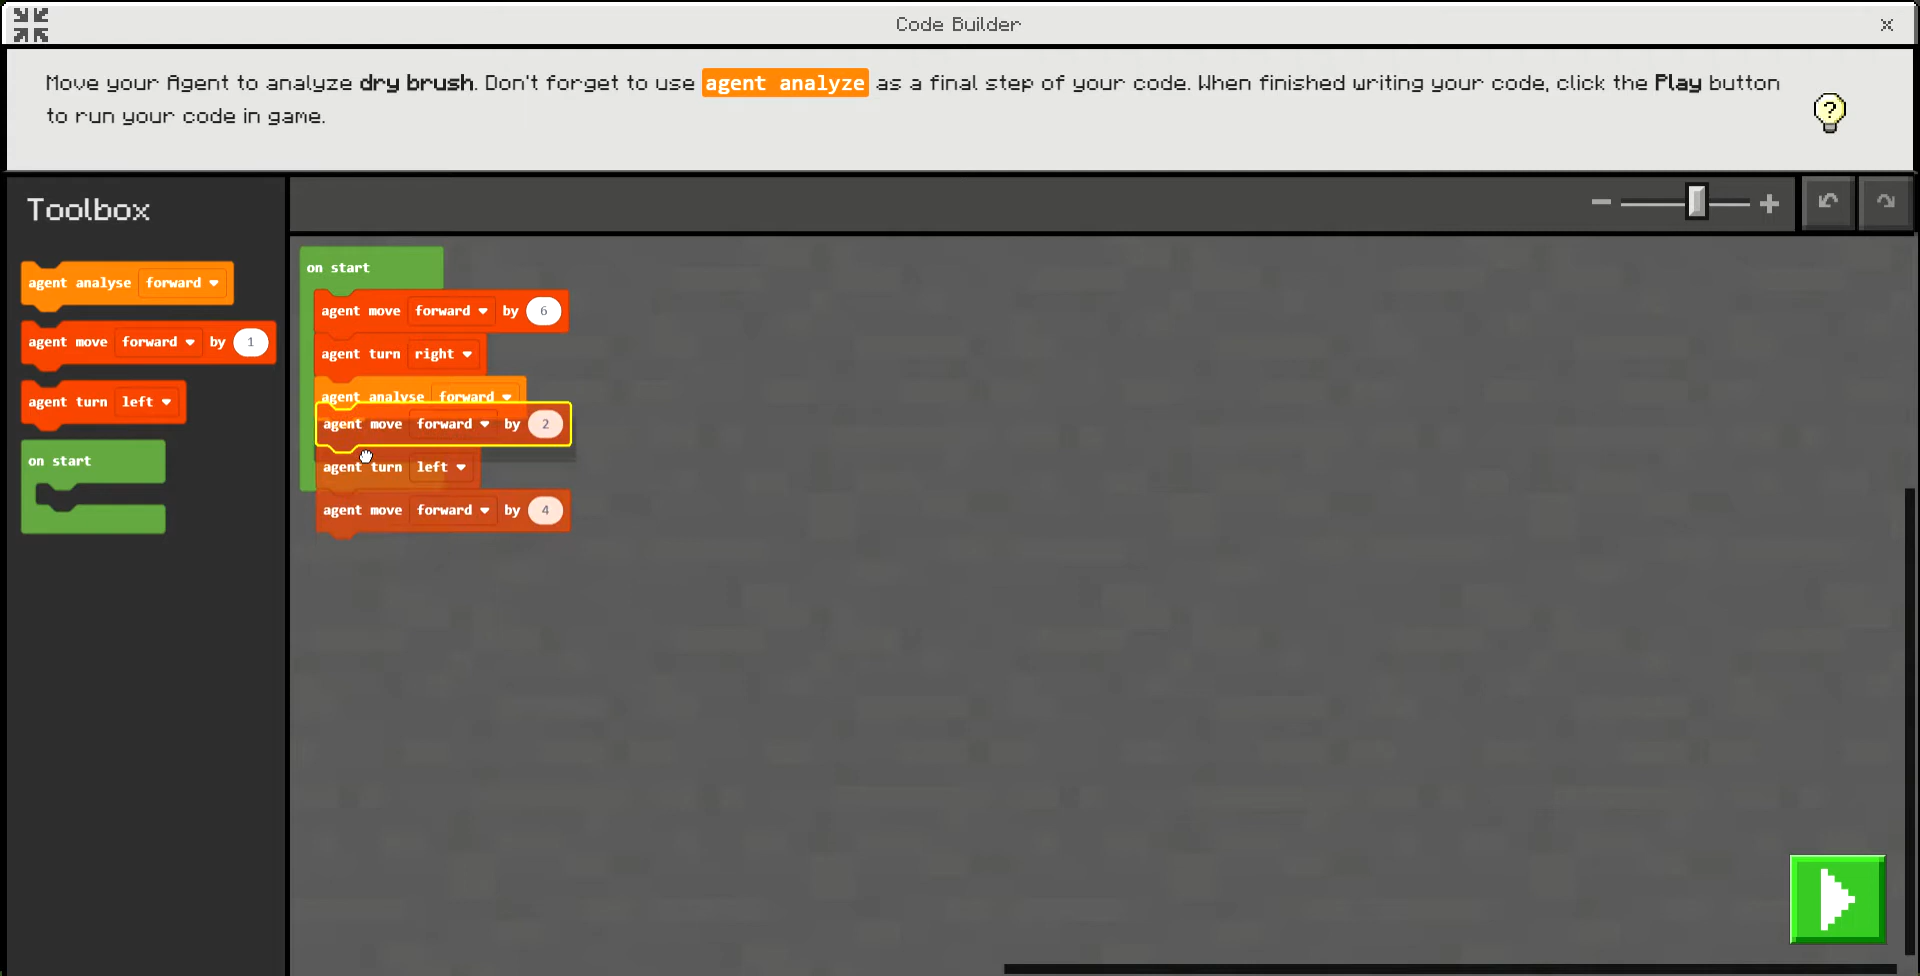 Code Builder
Move your Agent to analyze dry brush. Don't forget to use agent analyze as a final step of your code. When finished writing your code, click the Play button
to run your code in game.
Toolbox
agent analyse forward
agent move forward by 1
agent turn left
on start
on start
agent move forward by 6
agent turn right
agent analyse forward
agent move forward by 2
agent turn left
agent move forward by 4